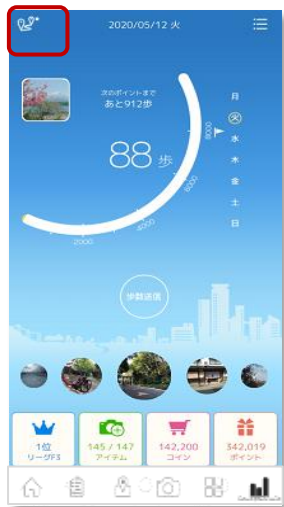 2020/05/12 火
次のポイントまで
あと912歩
88 歩
月
火
水
木
金
土
日
8000
6000
4000
2000
歩数送信
1位
リーグF3
145 / 147
アイテム
142,200
コイン
342,019
ポイント